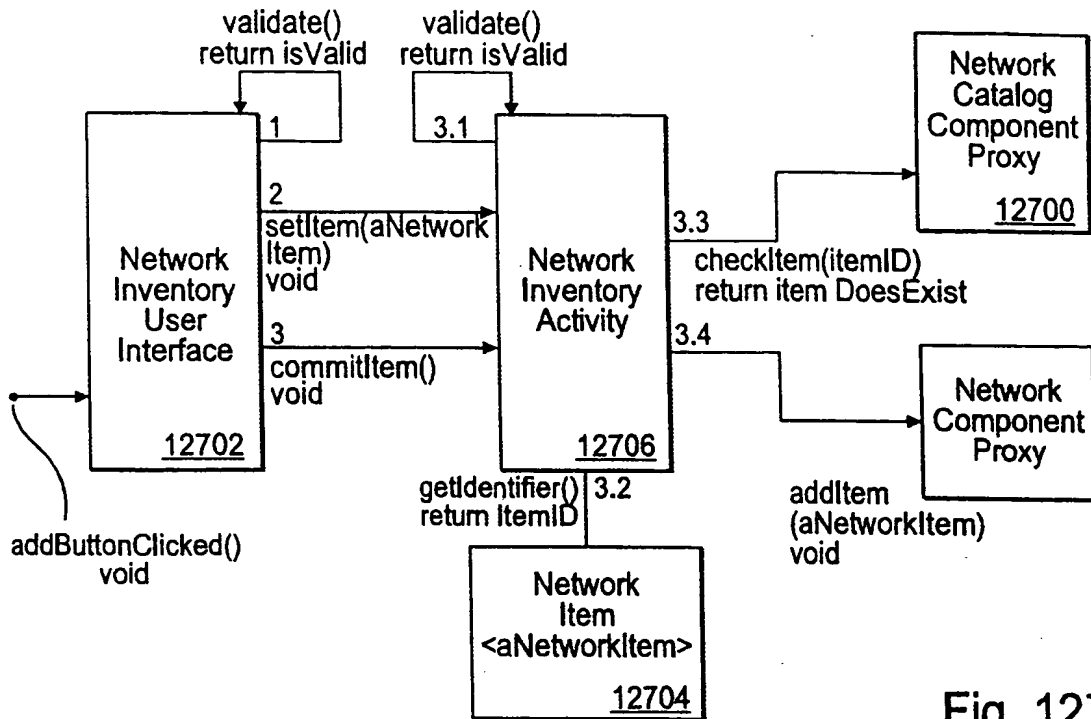 validate()
return isValid
validate()
return isValid
1
3.1
Network
Catalog
Component
Proxy
12700
2
setItem(aNetwork
Item)
void
3.3
checkItem(itemID)
return item DoesExist
Network
Inventory
User
Interface
12702
Network
Inventory
Activity
12706
3
commitItem()
void
3.4
Network
Component
Proxy
addItem
(aNetworkItem)
void
getIdentifier()
return ItemID
3.2
addButtonClicked()
void
Network
Item
<aNetworkItem>
12704
Fig. 127